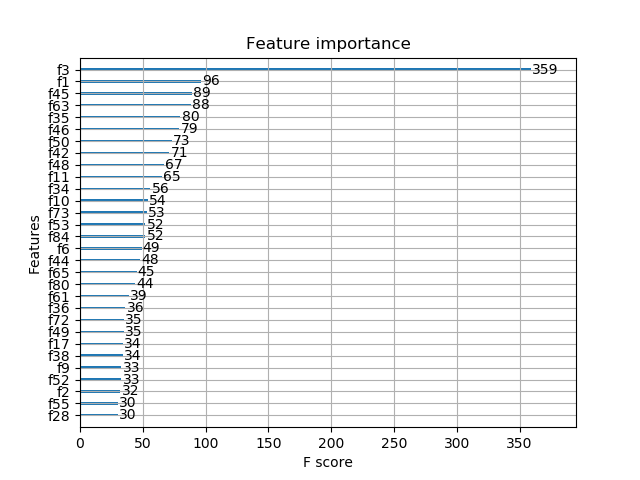 Feature importance
f3 359
f1 96
f45 89
f63 88
f35 80
f46 79
f50 73
f42 71
f48 67
f11 65
f34 56
f10 54
f73 53
f53 52
f84 52
f6 49
f44 48
f65 45
f80 44
f61 39
f36 36
f72 35
f49 35
f17 34
f38 34
f9 33
f52 33
f2 32
f55 30
f28 30
Features
0 50 100 150 200 250 300 350
F score